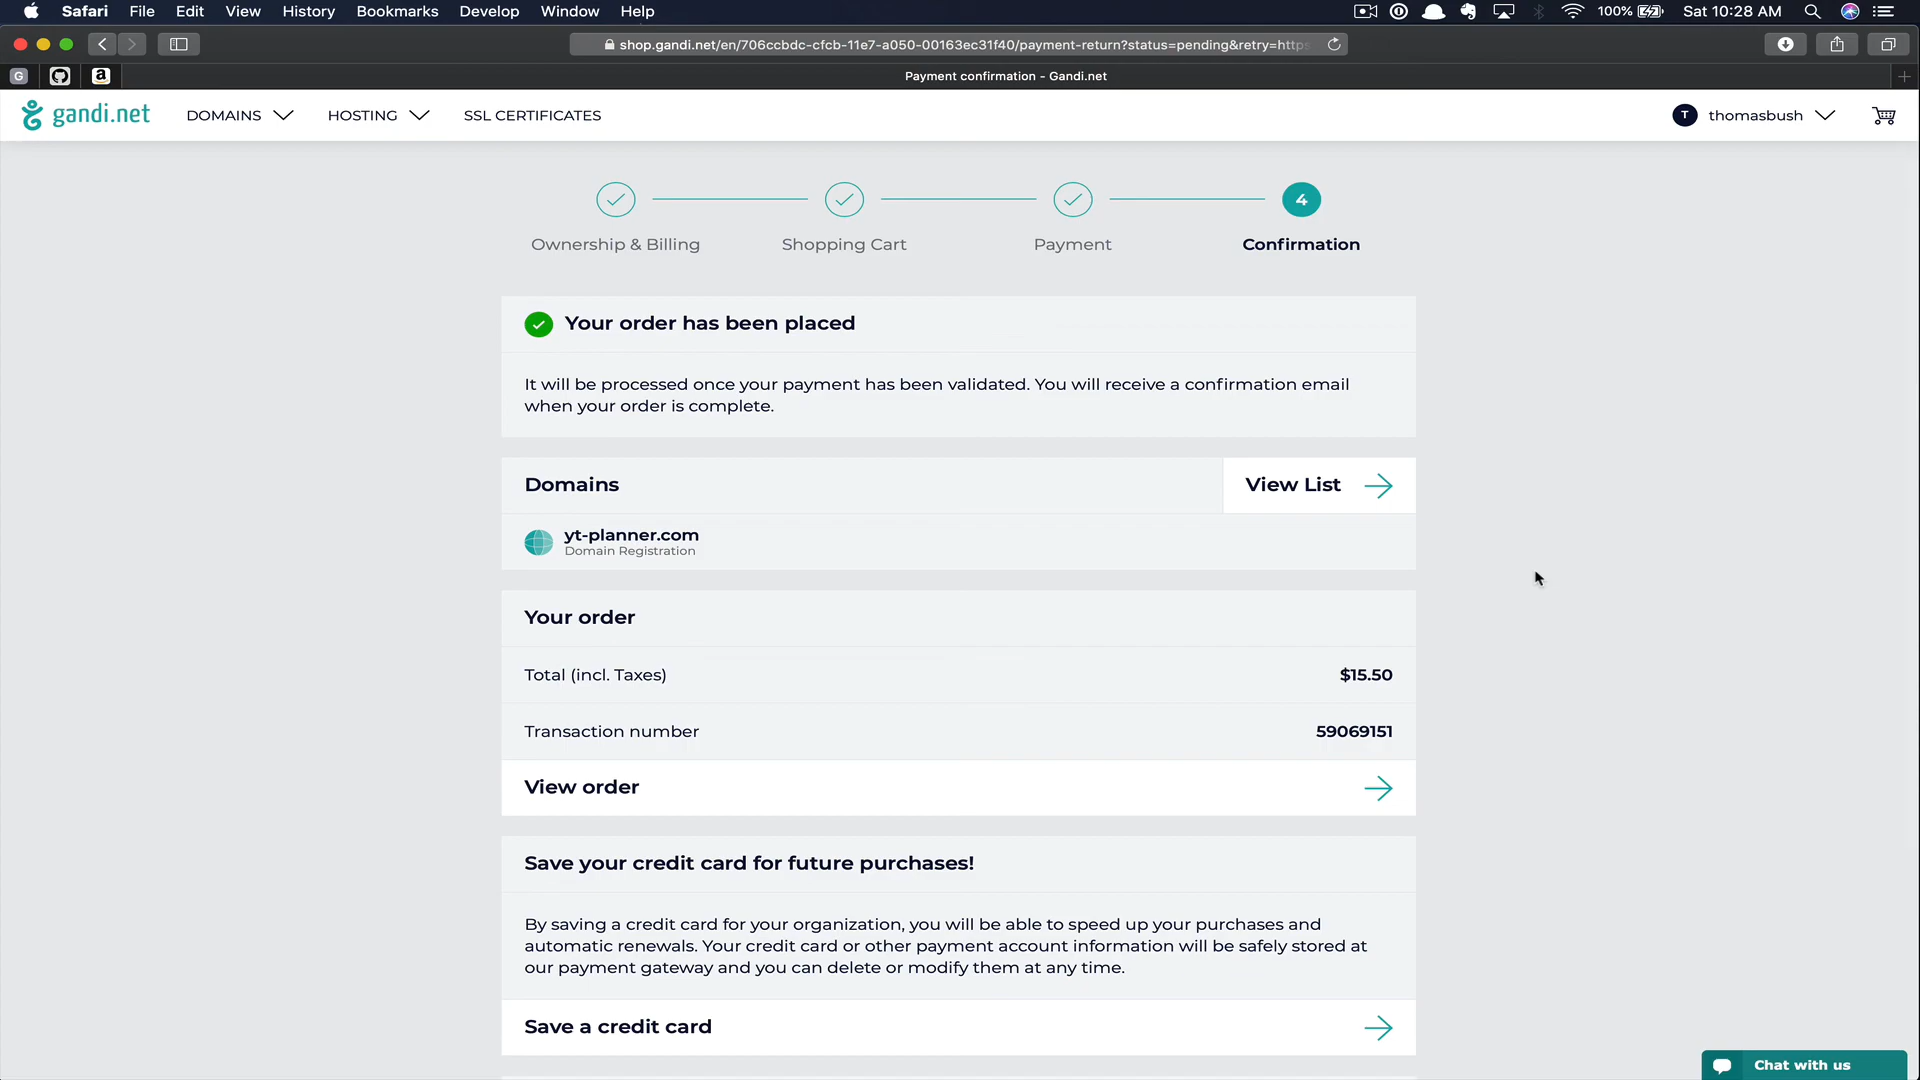 Safari File Edit View History Bookmarks Develop Window Help 100% Sat 10:28 AM
shop.gandi.net/en/706ccbdc-cfcb-11e7-a050-00163ec31f40/payment-return?status=pending&retry=https
G a Payment confirmation - Gandi.net
gandi.net DOMAINS HOSTING SSL CERTIFICATES T thomasbush
4
Ownership & Billing Shopping Cart Payment Confirmation
Your order has been placed
It will be processed once your payment has been validated. You will receive a confirmation email
when your order is complete.
Domains View List
yt-planner.com
Domain Registration
Your order
Total (incl. Taxes) $15.50
Transaction number 59069151
View order
Save your credit card for future purchases!
By saving a credit card for your organization, you will be able to speed up your purchases and
automatic renewals. Your credit card or other payment account information will be safely stored at
our payment gateway and you can delete or modify them at any time.
Save a credit card
Chat with us